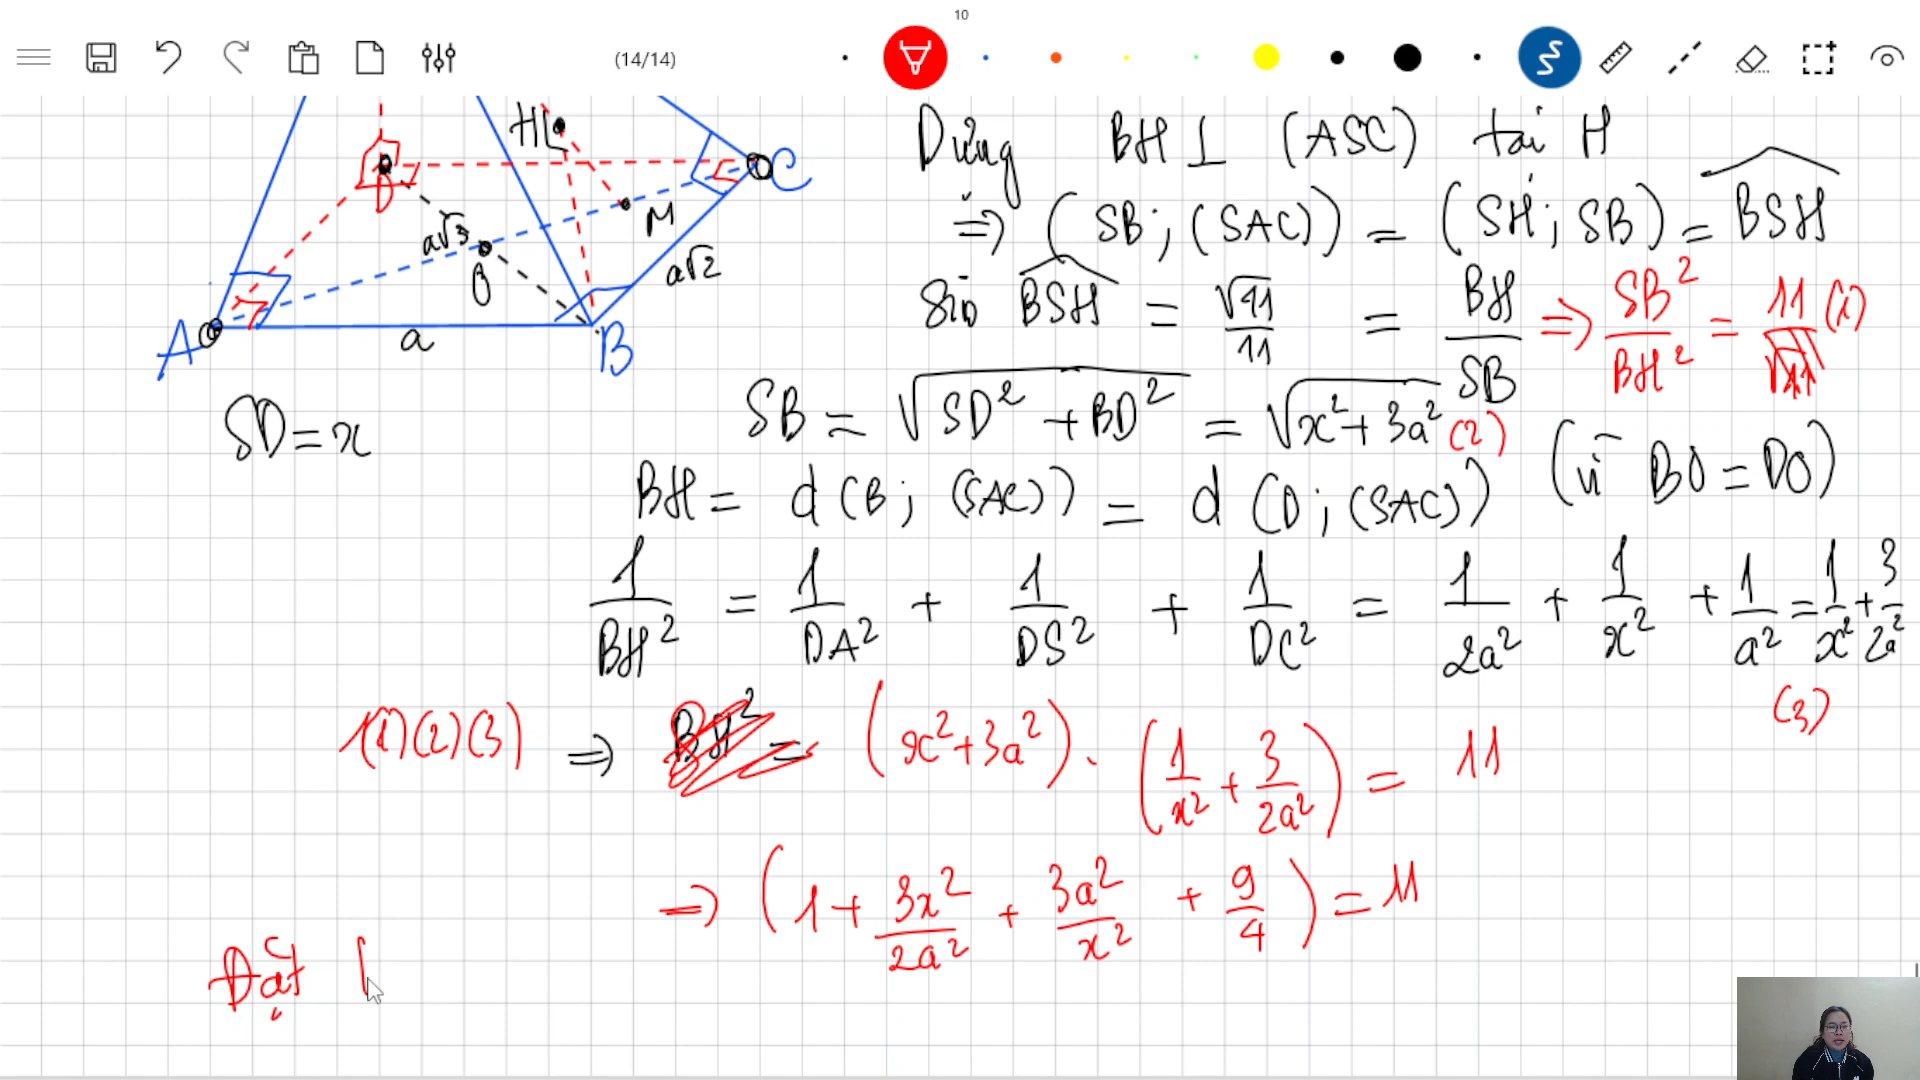 10
(14/14)
Dựng BH ⊥ (ASC) tại H
H
D
C
M
a√3
O
a√2
A
a
B
⇒ (SB; (SAC)) = (SH; SB) = BSH
sin BSH = √11/11 = BH/SB ⇒ SB²/BH² = 11 (1)
SD = x
SB = √(SD² + BD²) = √(x² + 3a²) (2)
BH = d(B; (SAC)) = d(D; (SAC)) (vì BO = DO)
1/BH² = 1/DA² + 1/DS² + 1/DC² = 1/2a² + 1/x² + 1/a² = 1/x² + 3/2a²
(3)
(1)(2)(3) ⇒ (x² + 3a²) · (1/x² + 3/2a²) = 11
⇒ (1 + 3x²/2a² + 3a²/x² + 9/4) = 11
Đặt